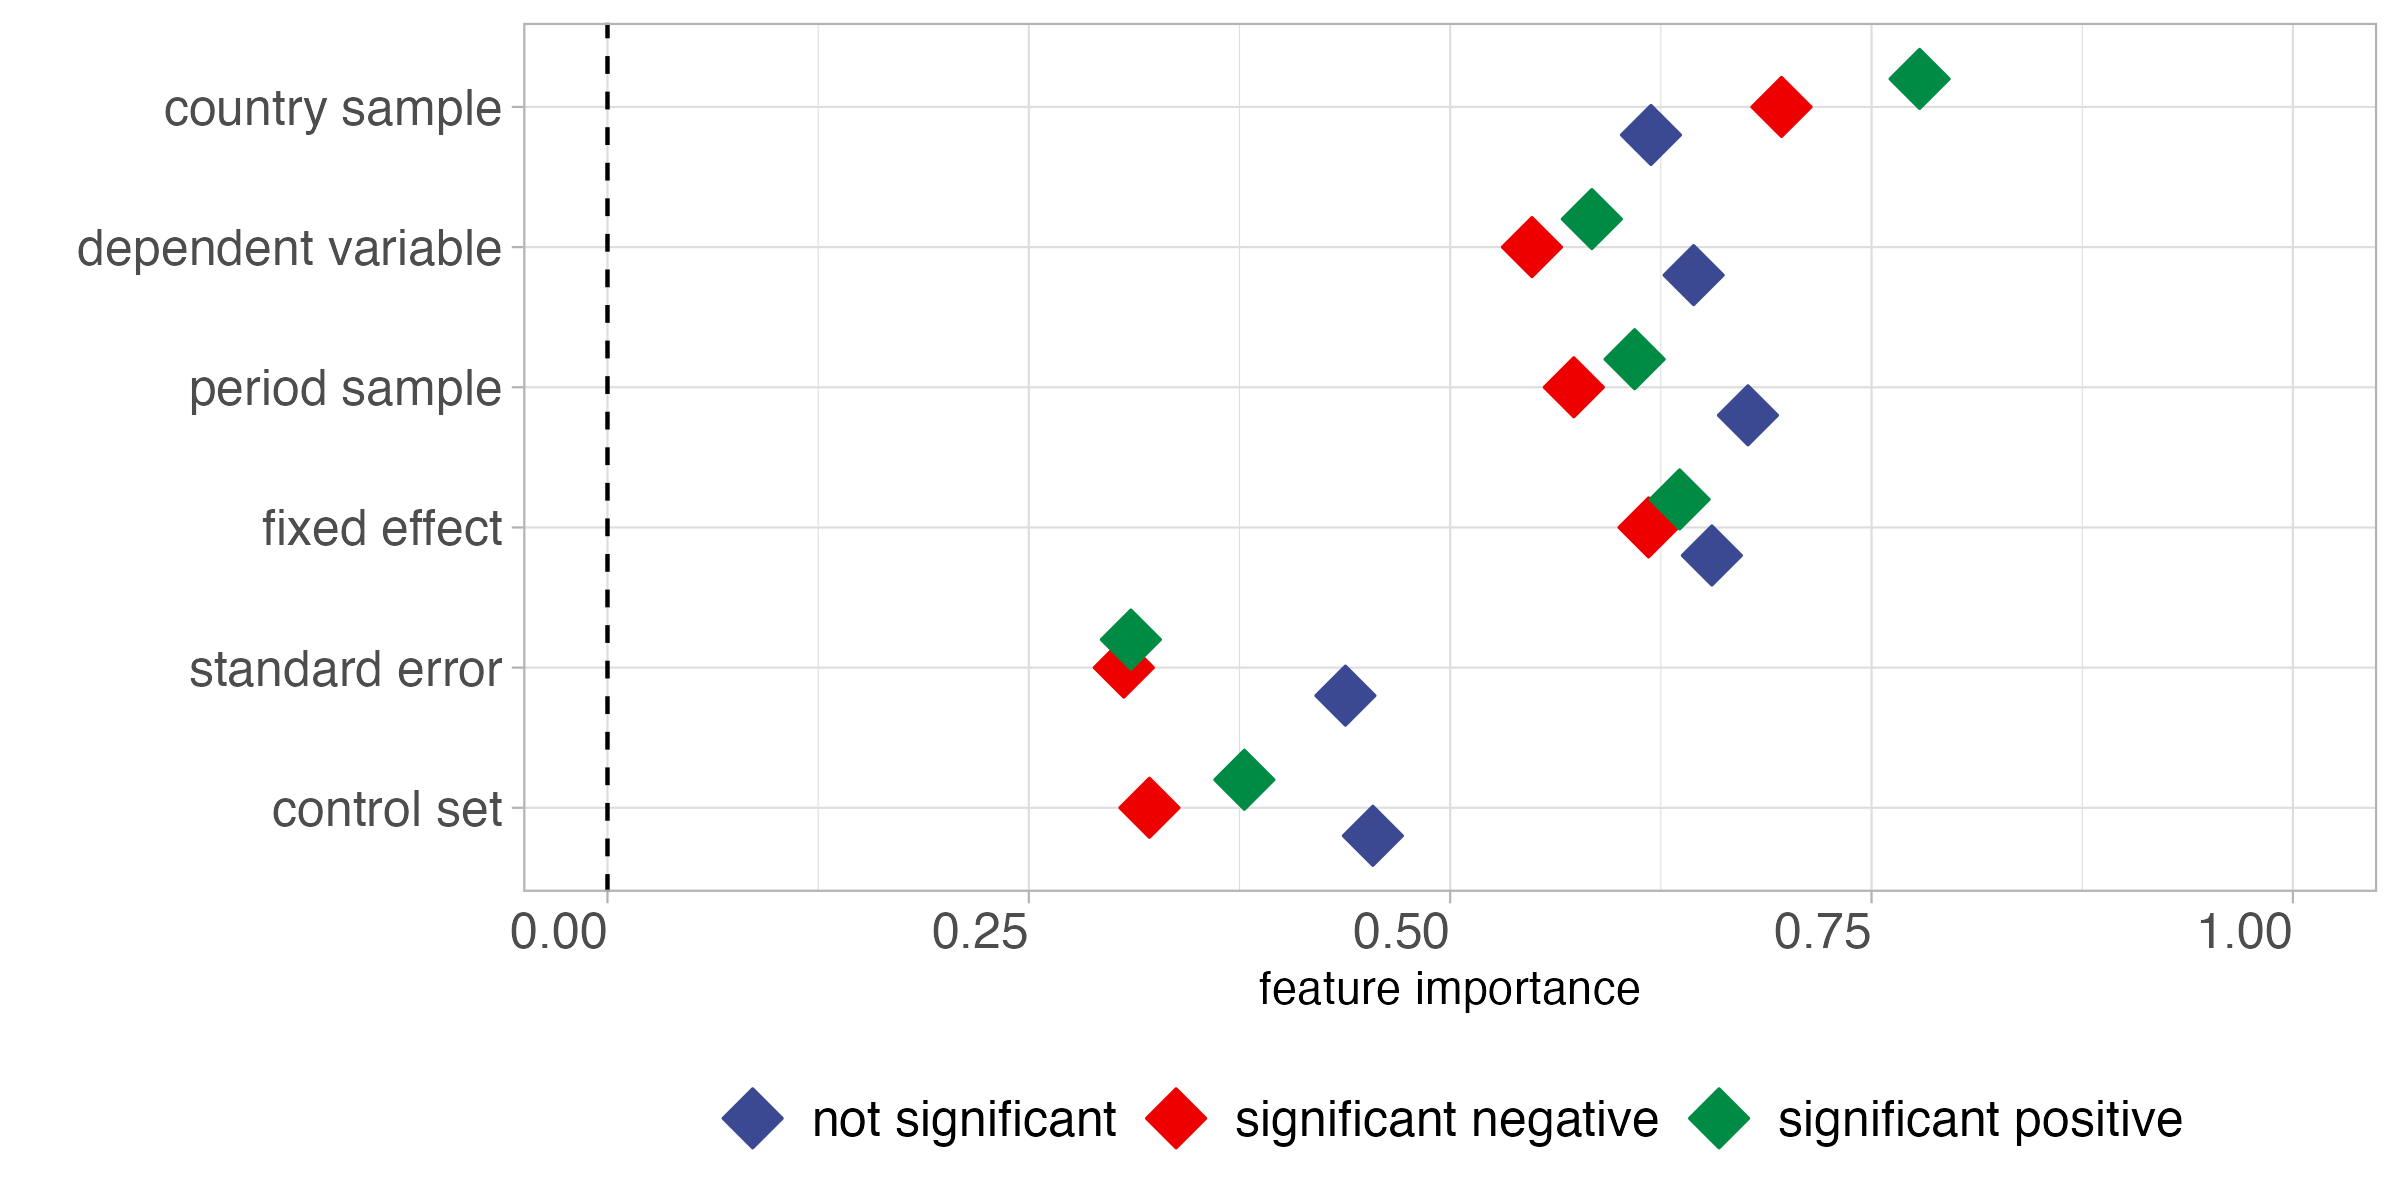 country sample
dependent variable
period sample
fixed effect
standard error
control set
0.00 0.25 0.50 0.75 1.00
feature importance
not significant significant negative significant positive